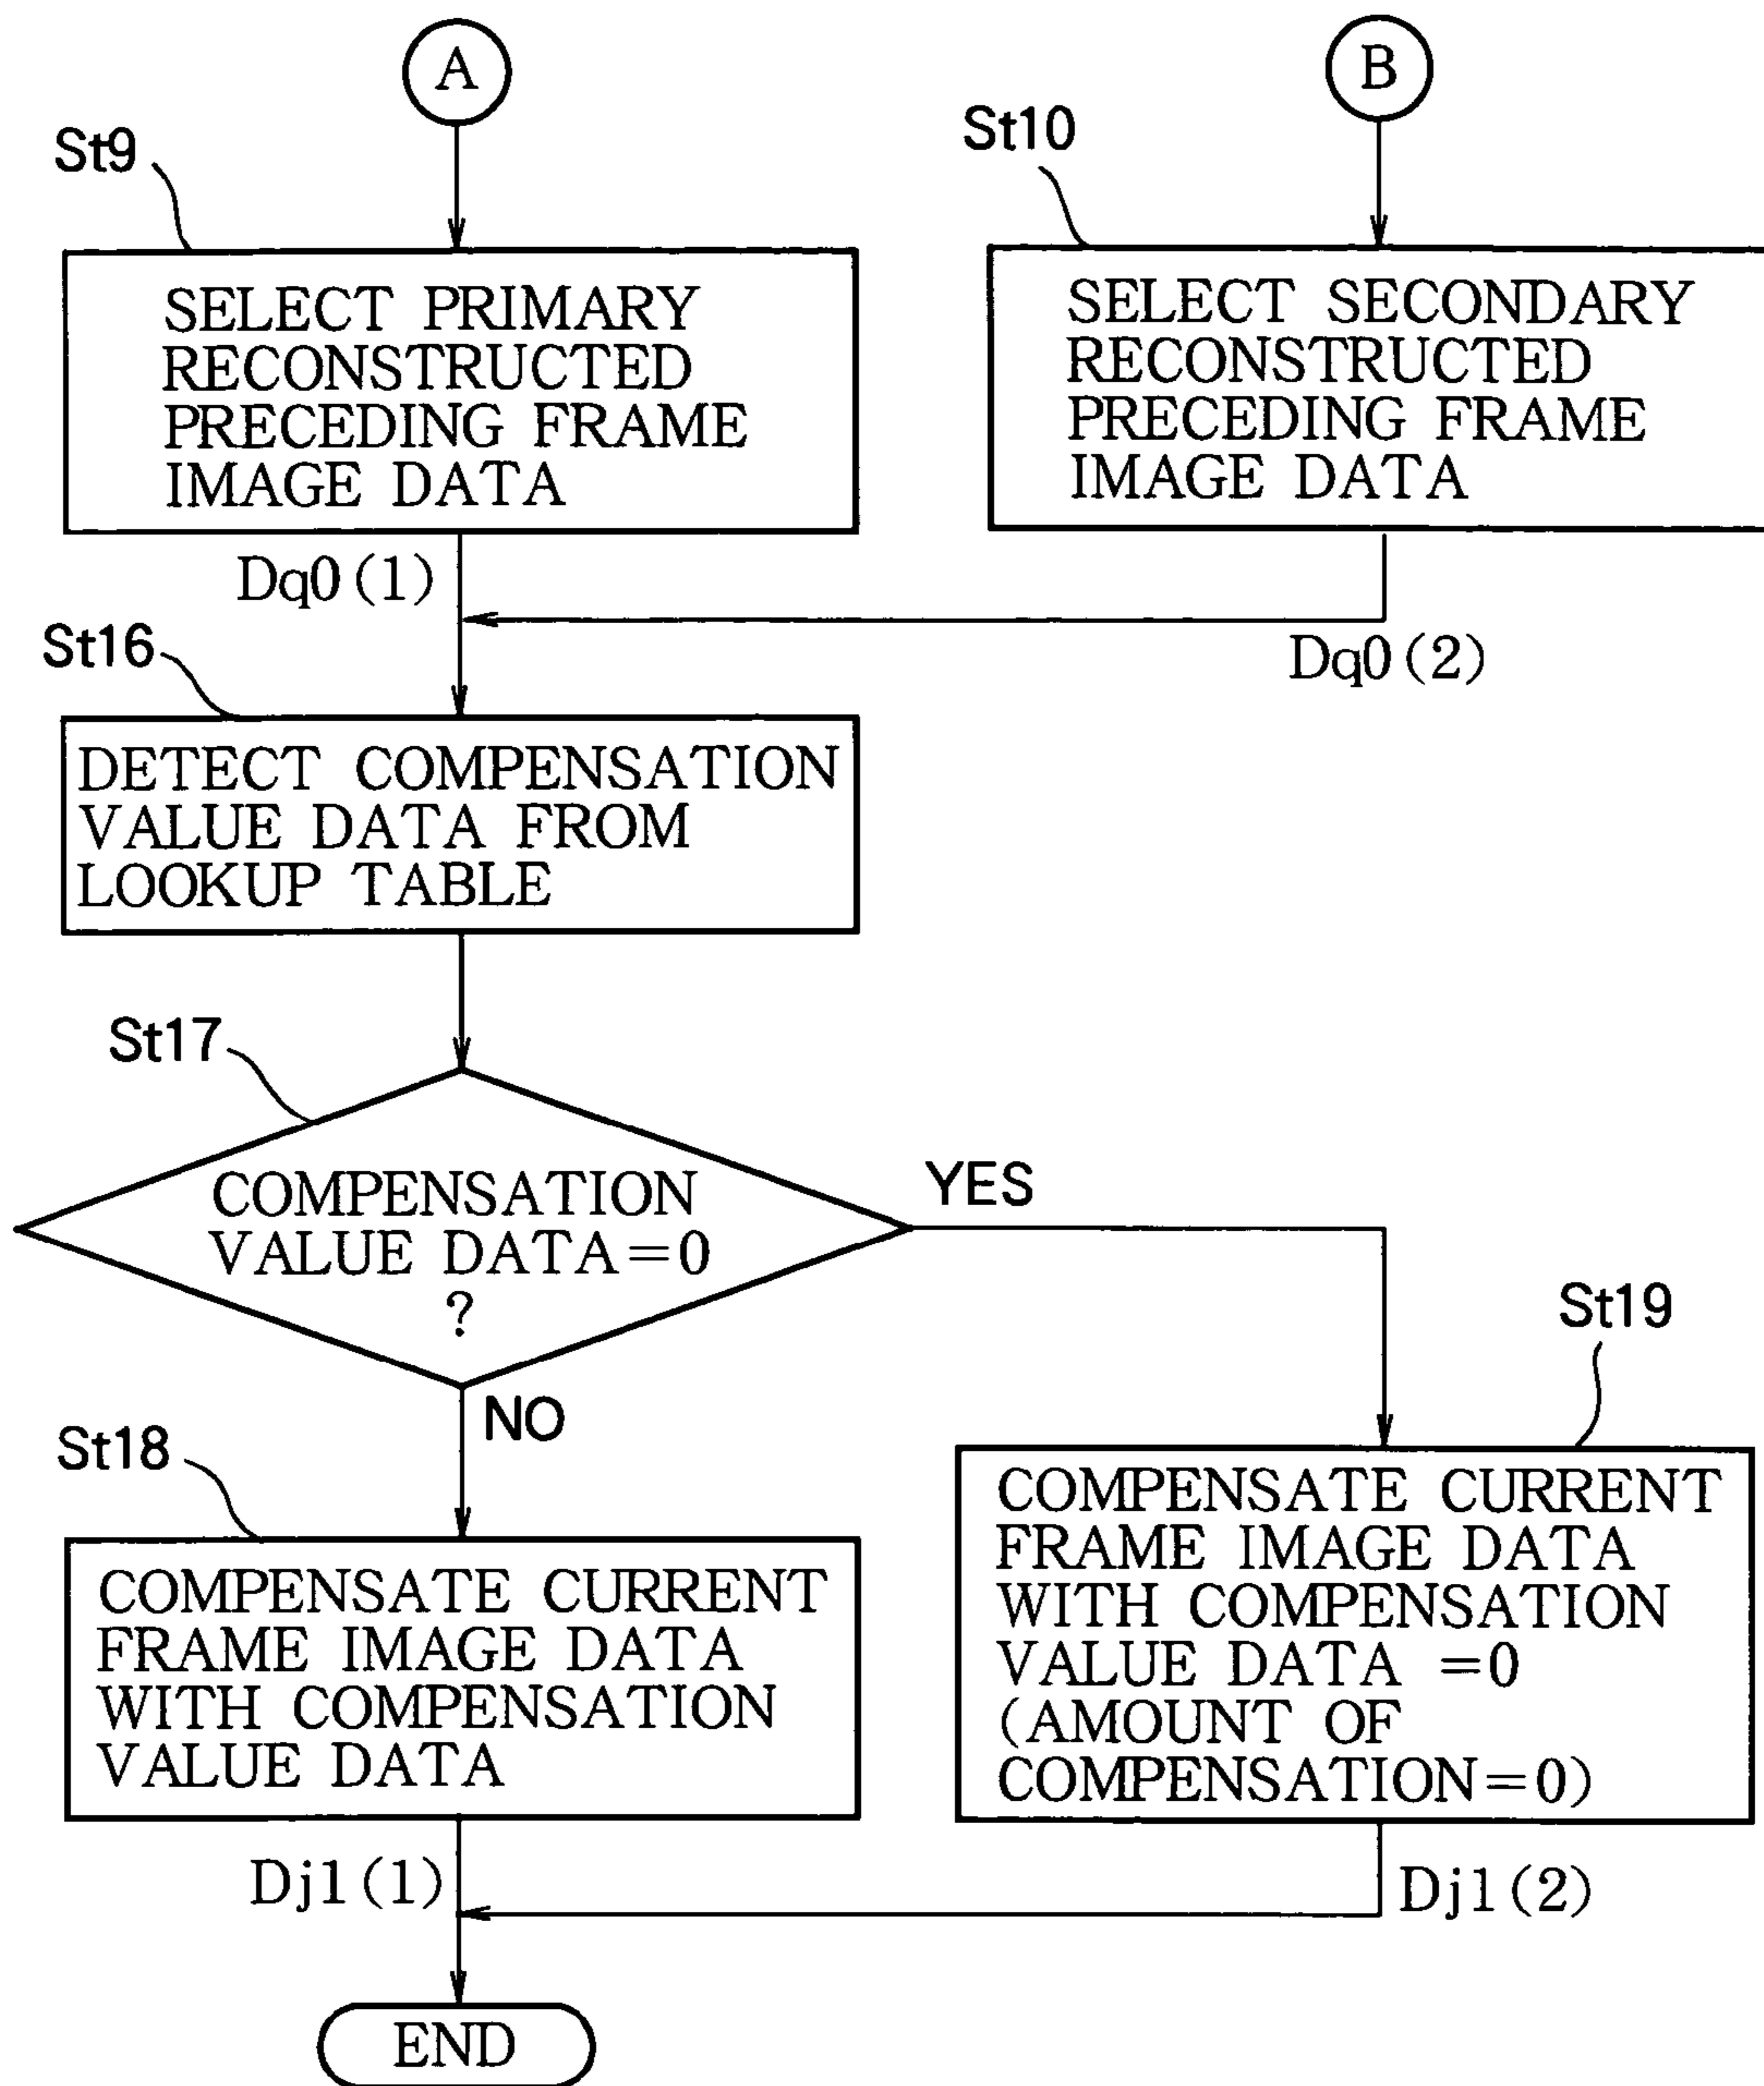 A
B
St9
St10
SELECT PRIMARY
RECONSTRUCTED
PRECEDING FRAME
IMAGE DATA
SELECT SECONDARY
RECONSTRUCTED
PRECEDING FRAME
IMAGE DATA
Dq0(1)
Dq0(2)
St16
DETECT COMPENSATION
VALUE DATA FROM
LOOKUP TABLE
St17
COMPENSATION
VALUE DATA=0
?
YES
NO
St18
St19
COMPENSATE CURRENT
FRAME IMAGE DATA
WITH COMPENSATION
VALUE DATA
COMPENSATE CURRENT
FRAME IMAGE DATA
WITH COMPENSATION
VALUE DATA =0
(AMOUNT OF
COMPENSATION=0)
Dj1(1)
Dj1(2)
END